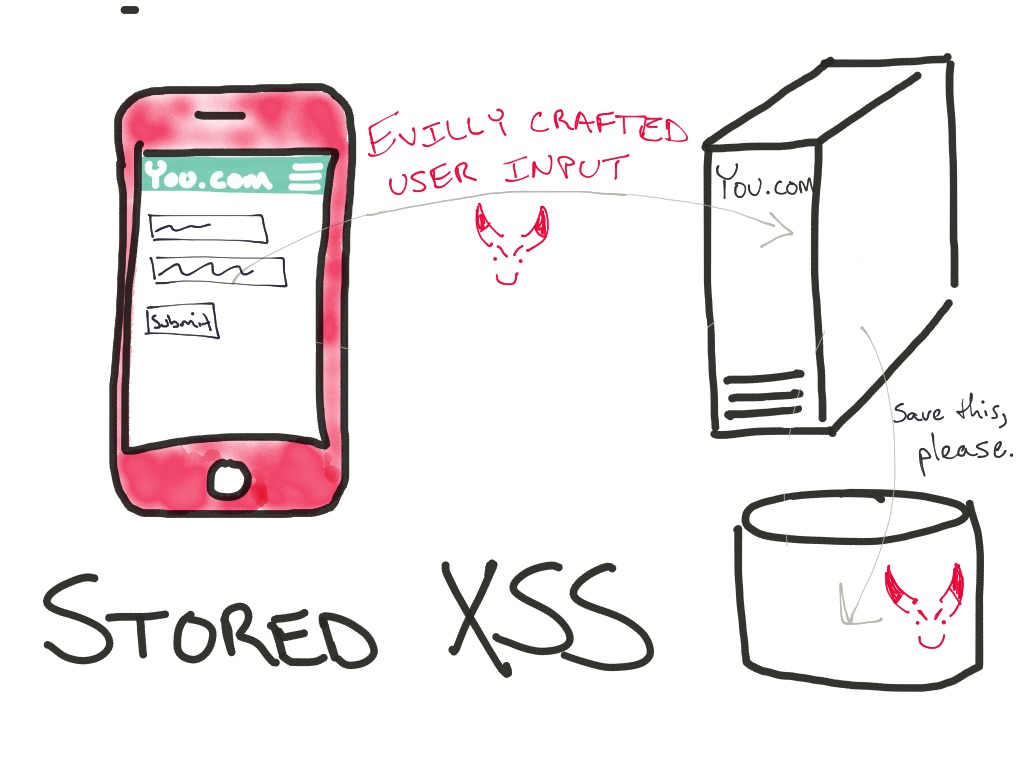 EVILLY CRAFTED
USER INPUT
You.com
Submit
You.com
Save this,
please.
STORED XSS